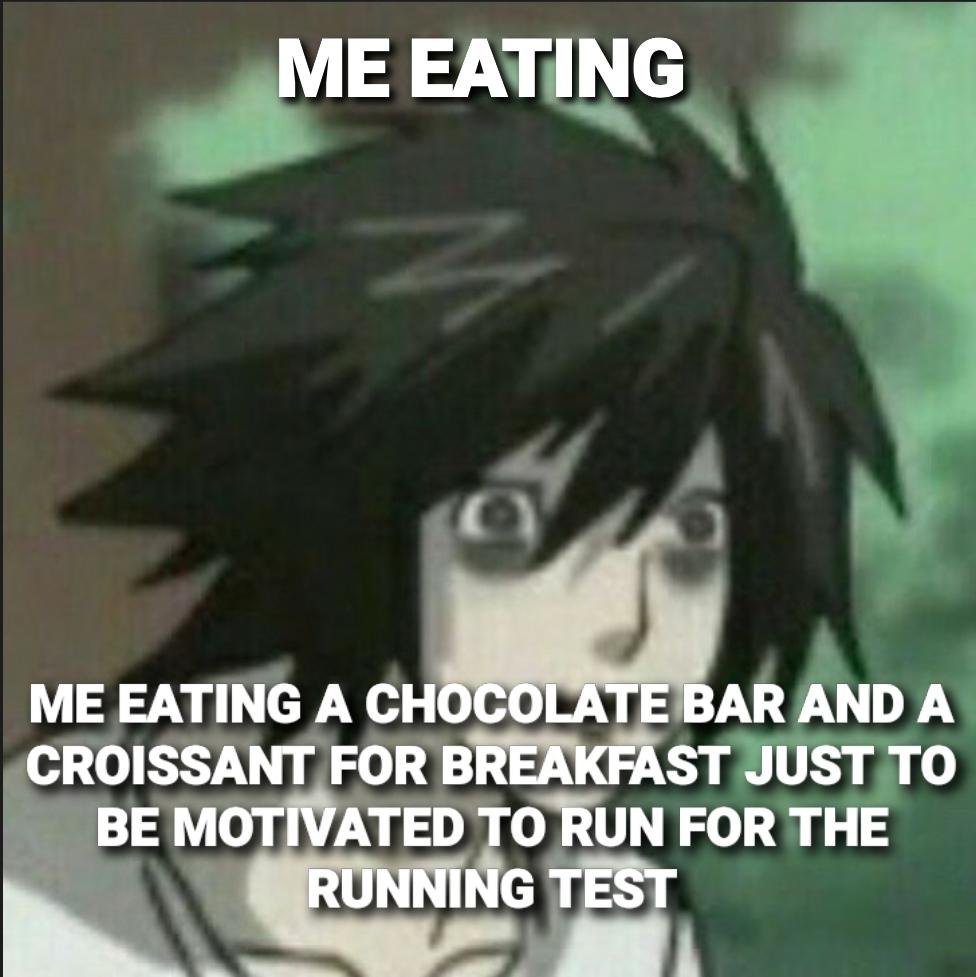 ME EATING
ME EATING A CHOCOLATE BAR AND A
CROISSANT FOR BREAKFAST JUST TO
BE MOTIVATED TO RUN FOR THE
RUNNING TEST